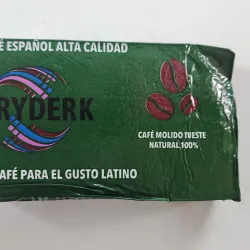 É ESPAÑOL ALTA CALIDAD
RYDERK
CAFÉ MOLIDO TUESTE
NATURAL 100%
AFÉ PARA EL GUSTO LATINO